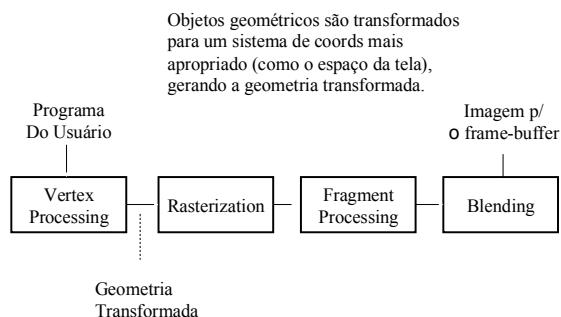 Objetos geométricos são transformados
para um sistema de coords mais
apropriado (como o espaço da tela),
gerando a geometria transformada.
Programa
Do Usuário
Imagem p/
o frame-buffer
Vertex
Processing
Rasterization
Fragment
Processing
Blending
Geometria
Transformada